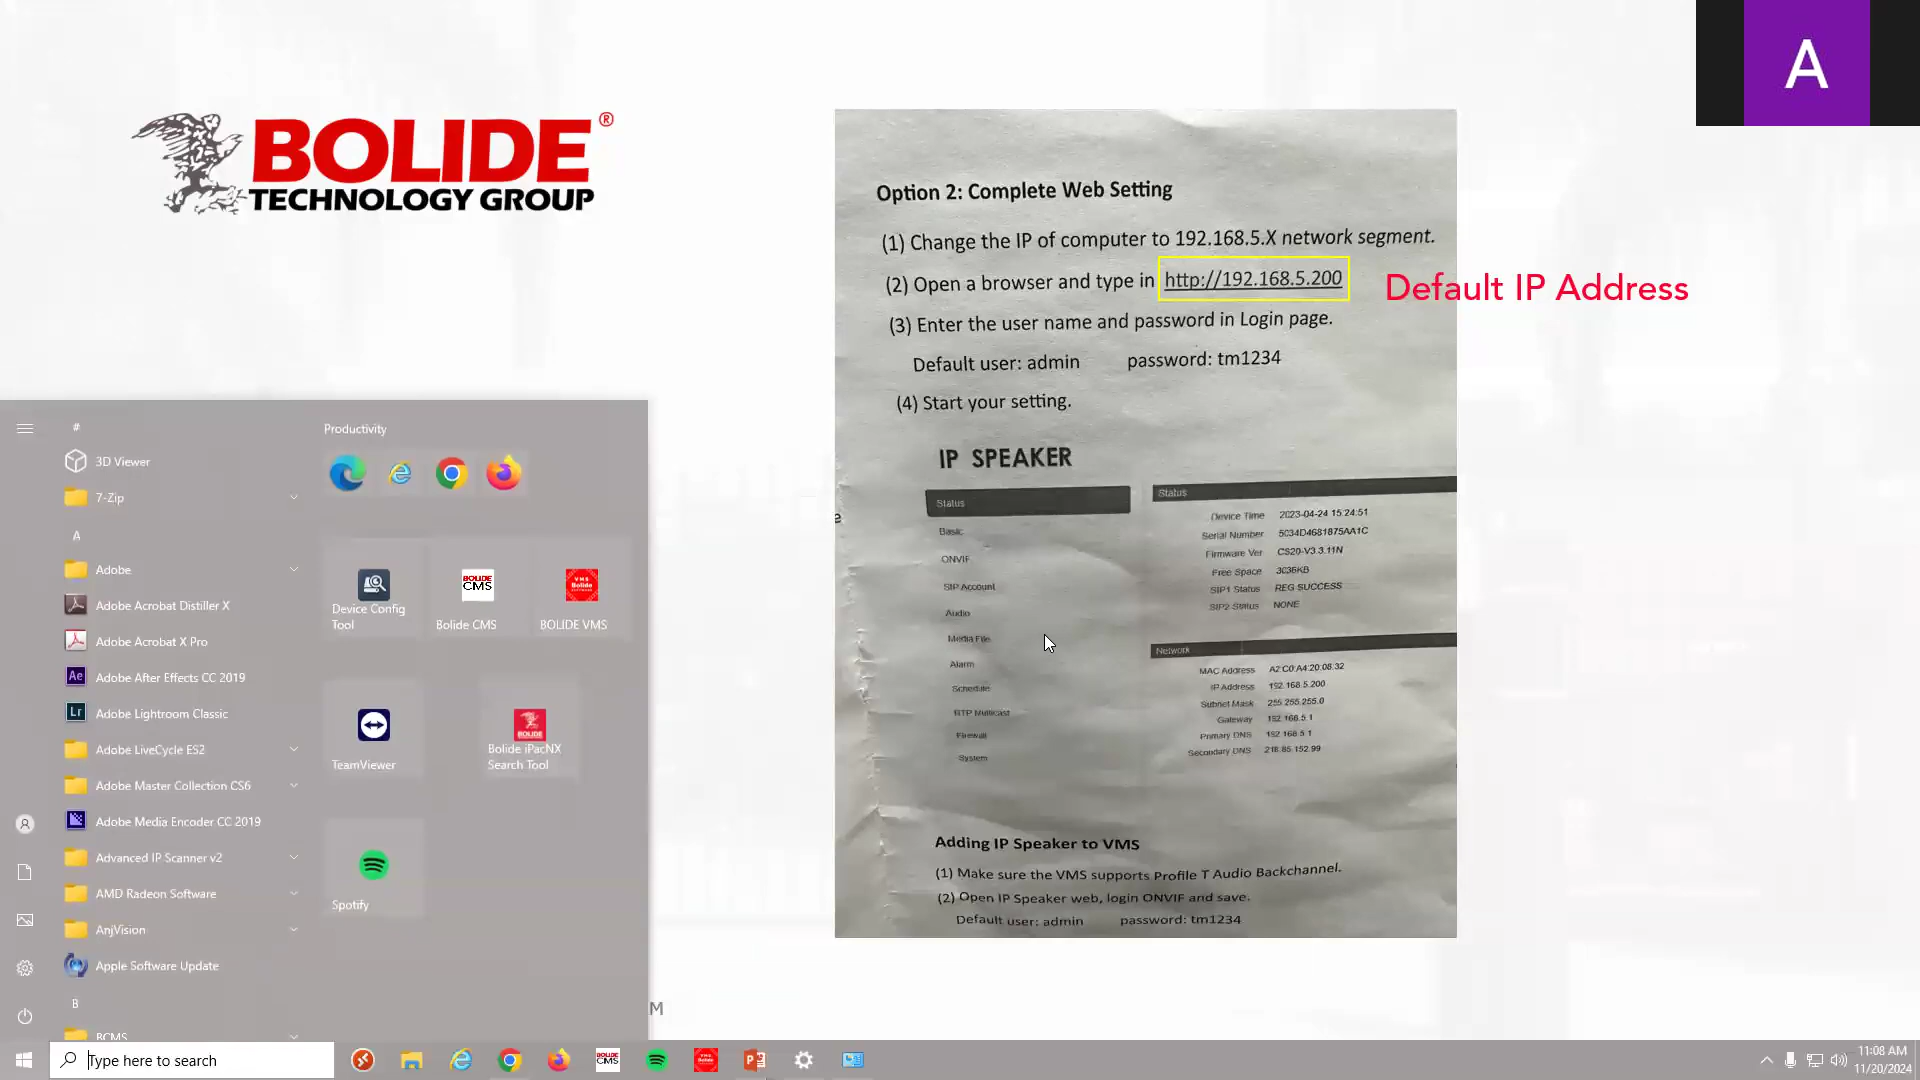 A
BOLIDE®
TECHNOLOGY GROUP
Option 2: Complete Web Setting
(1) Change the IP of computer to 192.168.5.X network segment.
(2) Open a browser and type in http://192.168.5.200
Default IP Address
(3) Enter the user name and password in Login page.
Default user: admin password: tm1234
(4) Start your setting.
IP SPEAKER
Status
Basic
ONVIF
SIP Account
Audio
Media File
Alarm
Schedule
RTP Multicast
Firewall
System
Status
Device Time 2023-04-24 15:24:51
Serial Number 5034D4681875AA1C
Firmware Ver CS20-V3.3.11N
Free Space 3036KB
SIP1 Status REG SUCCESS
SIP2 Status NONE
Network
MAC Address A2:C0:A4:20:08:32
IP Address 192.168.5.200
Subnet Mask 255.255.255.0
Gateway 192.168.5.1
Primary DNS 192.168.5.1
Secondary DNS 218.85.152.99
Adding IP Speaker to VMS
(1) Make sure the VMS supports Profile T Audio Backchannel.
(2) Open IP Speaker web, login ONVIF and save.
Default user: admin password: tm1234
e
#
3D Viewer
7-Zip
A
Adobe
Adobe Acrobat Distiller X
Adobe Acrobat X Pro
Adobe After Effects CC 2019
Adobe Lightroom Classic
Adobe LiveCycle ES2
Adobe Master Collection CS6
Adobe Media Encoder CC 2019
Advanced IP Scanner v2
AMD Radeon Software
AnjVision
Apple Software Update
B
BCMS
Productivity
Device Config Tool
Bolide CMS
BOLIDE VMS
TeamViewer
Bolide iPacNX Search Tool
Spotify
M
Type here to search
11:08 AM
11/20/2024